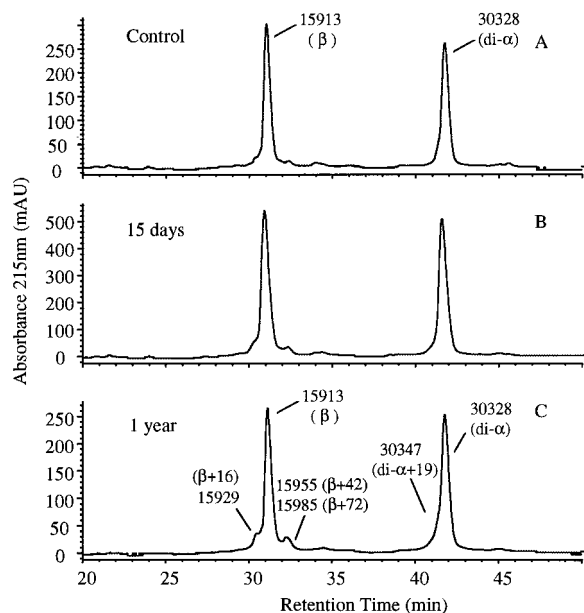 Absorbance 215nm (mAU)
Control
15913
(β)
30328
(di-α)
A
300
250
200
150
100
50
0
15 days
B
500
400
300
200
100
0
1 year
15913
(β)
30328
(di-α)
C
30347
(di-α+19)
(β+16)
15929
15955 (β+42)
15985 (β+72)
250
200
150
100
50
0
20 25 30 35 40 45
Retention Time (min)